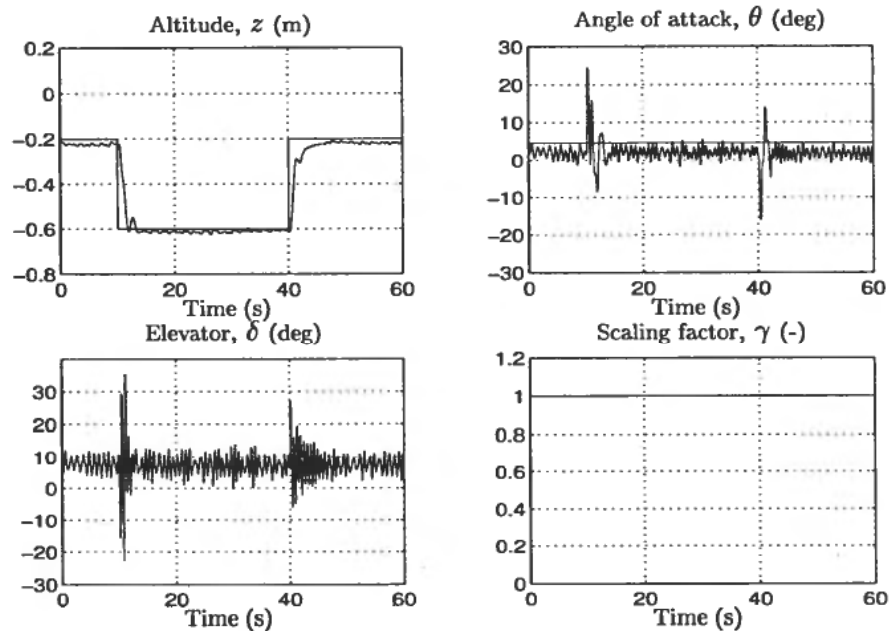 Altitude, z (m)
0.2
0
−0.2
−0.4
−0.6
−0.8
0 20 40 60
Time (s)
Angle of attack, θ (deg)
30
20
10
0
−10
−20
−30
0 20 40 60
Time (s)
Elevator, δ (deg)
30
20
10
0
−10
−20
−30
0 20 40 60
Time (s)
Scaling factor, γ (-)
1.2
1
0.8
0.6
0.4
0.2
0
0 20 40 60
Time (s)